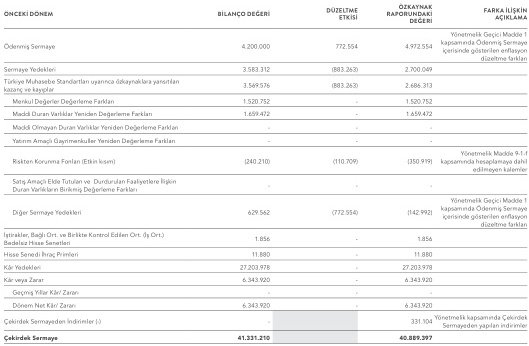 ÖNCEKİ DÖNEM BİLANÇO DEĞERİ DÜZELTME ETKİSİ ÖZKAYNAK RAPORUNDAKİ DEĞERİ FARKA İLİŞKİN AÇIKLAMA
Ödenmiş Sermaye 4.200.000 772.554 4.972.554 Yönetmelik Geçici Madde 1 kapsamında Ödenmiş Sermaye içerisinde gösterilen enflasyon düzeltme farkları
Sermaye Yedekleri 3.583.312 (883.263) 2.700.049
Türkiye Muhasebe Standartları uyarınca özkaynaklara yansıtılan kazanç ve kayıplar 3.569.576 (883.263) 2.686.313
Menkul Değerler Değerleme Farkları 1.520.752 - 1.520.752
Maddi Duran Varlıklar Yeniden Değerleme Farkları 1.659.472 - 1.659.472
Maddi Olmayan Duran Varlıklar Yeniden Değerleme Farkları - - -
Yatırım Amaçlı Gayrimenkuller Yeniden Değerleme Farkları - - -
Riskten Korunma Fonları (Etkin kısım) (240.210) (110.709) (350.919) Yönetmelik Madde 9-1-f kapsamında hesaplamaya dahil edilmeyen kalemler
Satış Amaçlı Elde Tutulan ve Durdurulan Faaliyetlere İlişkin Duran Varlıkların Birikmiş Değerleme Farkları - - -
Diğer Sermaye Yedekleri 629.562 (772.554) (142.992) Yönetmelik Geçici Madde 1 kapsamında Ödenmiş Sermaye içerisinde gösterilen enflasyon düzeltme farkları
İştirakler, Bağlı Ort. ve Birlikte Kontrol Edilen Ort. (İş Ort.) Bedelsiz Hisse Senetleri 1.856 - 1.856
Hisse Senedi İhraç Primleri 11.880 - 11.880
Kâr Yedekleri 27.203.978 - 27.203.978
Kâr veya Zarar 6.343.920 - 6.343.920
Geçmiş Yıllar Kâr/ Zararı - - -
Dönem Net Kâr/ Zararı 6.343.920 - 6.343.920
Çekirdek Sermayeden İndirimler (-) - 331.104 Yönetmelik kapsamında Çekirdek Sermayeden yapılan indirimler
Çekirdek Sermaye 41.331.210 40.889.397